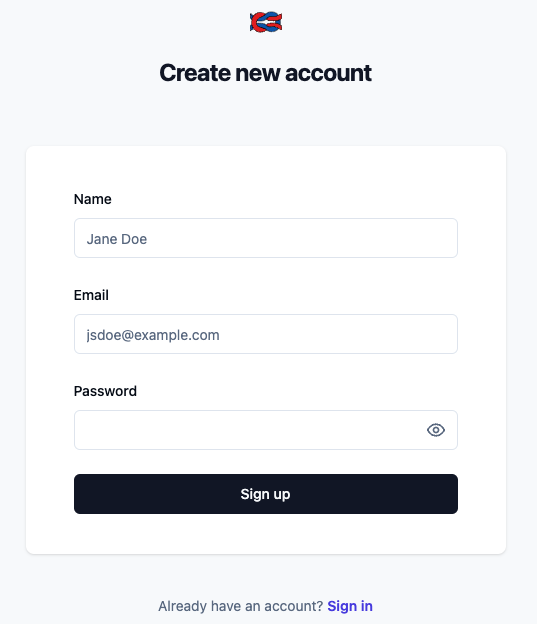 Create new account
Name
Jane Doe
Email
jsdoe@example.com
Password
Sign up
Already have an account? Sign in